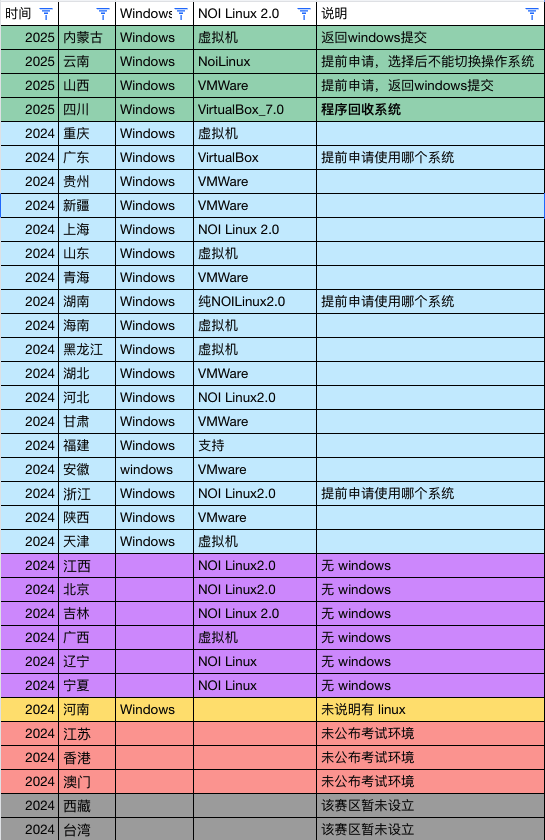 时间 Windows NOI Linux 2.0 说明
2025 内蒙古 Windows 虚拟机 返回windows提交
2025 云南 Windows NoiLinux 提前申请，选择后不能切换操作系统
2025 山西 Windows VMWare 提前申请，返回windows提交
2025 四川 Windows VirtualBox_7.0 程序回收系统
2024 重庆 Windows 虚拟机
2024 广东 Windows VirtualBox 提前申请使用哪个系统
2024 贵州 Windows VMWare
2024 新疆 Windows VMWare
2024 上海 Windows NOI Linux 2.0
2024 山东 Windows 虚拟机
2024 青海 Windows VMWare
2024 湖南 Windows 纯NOILinux2.0 提前申请使用哪个系统
2024 海南 Windows 虚拟机
2024 黑龙江 Windows 虚拟机
2024 湖北 Windows VMWare
2024 河北 Windows NOI Linux2.0
2024 甘肃 Windows VMWare
2024 福建 Windows 支持
2024 安徽 windows VMware
2024 浙江 Windows NOI Linux2.0 提前申请使用哪个系统
2024 陕西 Windows VMware
2024 天津 Windows 虚拟机
2024 江西 NOI Linux2.0 无 windows
2024 北京 NOI Linux2.0 无 windows
2024 吉林 NOI Linux 2.0 无 windows
2024 广西 虚拟机 无 windows
2024 辽宁 NOI Linux 无 windows
2024 宁夏 NOI Linux 无 windows
2024 河南 Windows 未说明有 linux
2024 江苏 未公布考试环境
2024 香港 未公布考试环境
2024 澳门 未公布考试环境
2024 西藏 该赛区暂未设立
2024 台湾 该赛区暂未设立